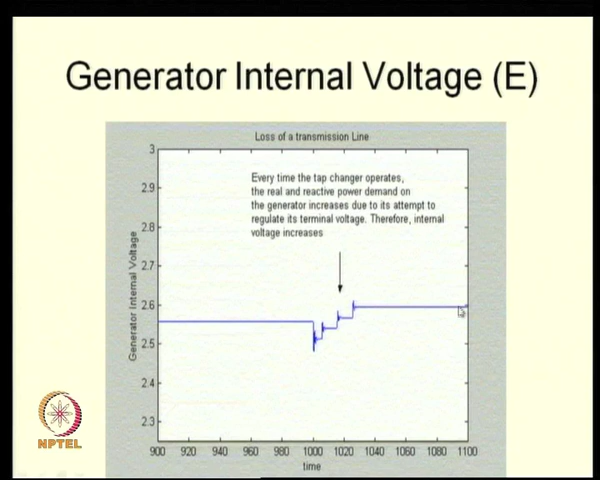 Generator Internal Voltage (E)
Loss of a transmission Line
Every time the tap changer operates,
the real and reactive power demand on
the generator increases due to its attempt to
regulate its terminal voltage. Therefore, internal
voltage increases
Generator Internal Voltage
3
2.9
2.8
2.7
2.6
2.5
2.4
2.3
900 920 940 960 980 1000 1020 1040 1060 1080 1100
time
NPTEL